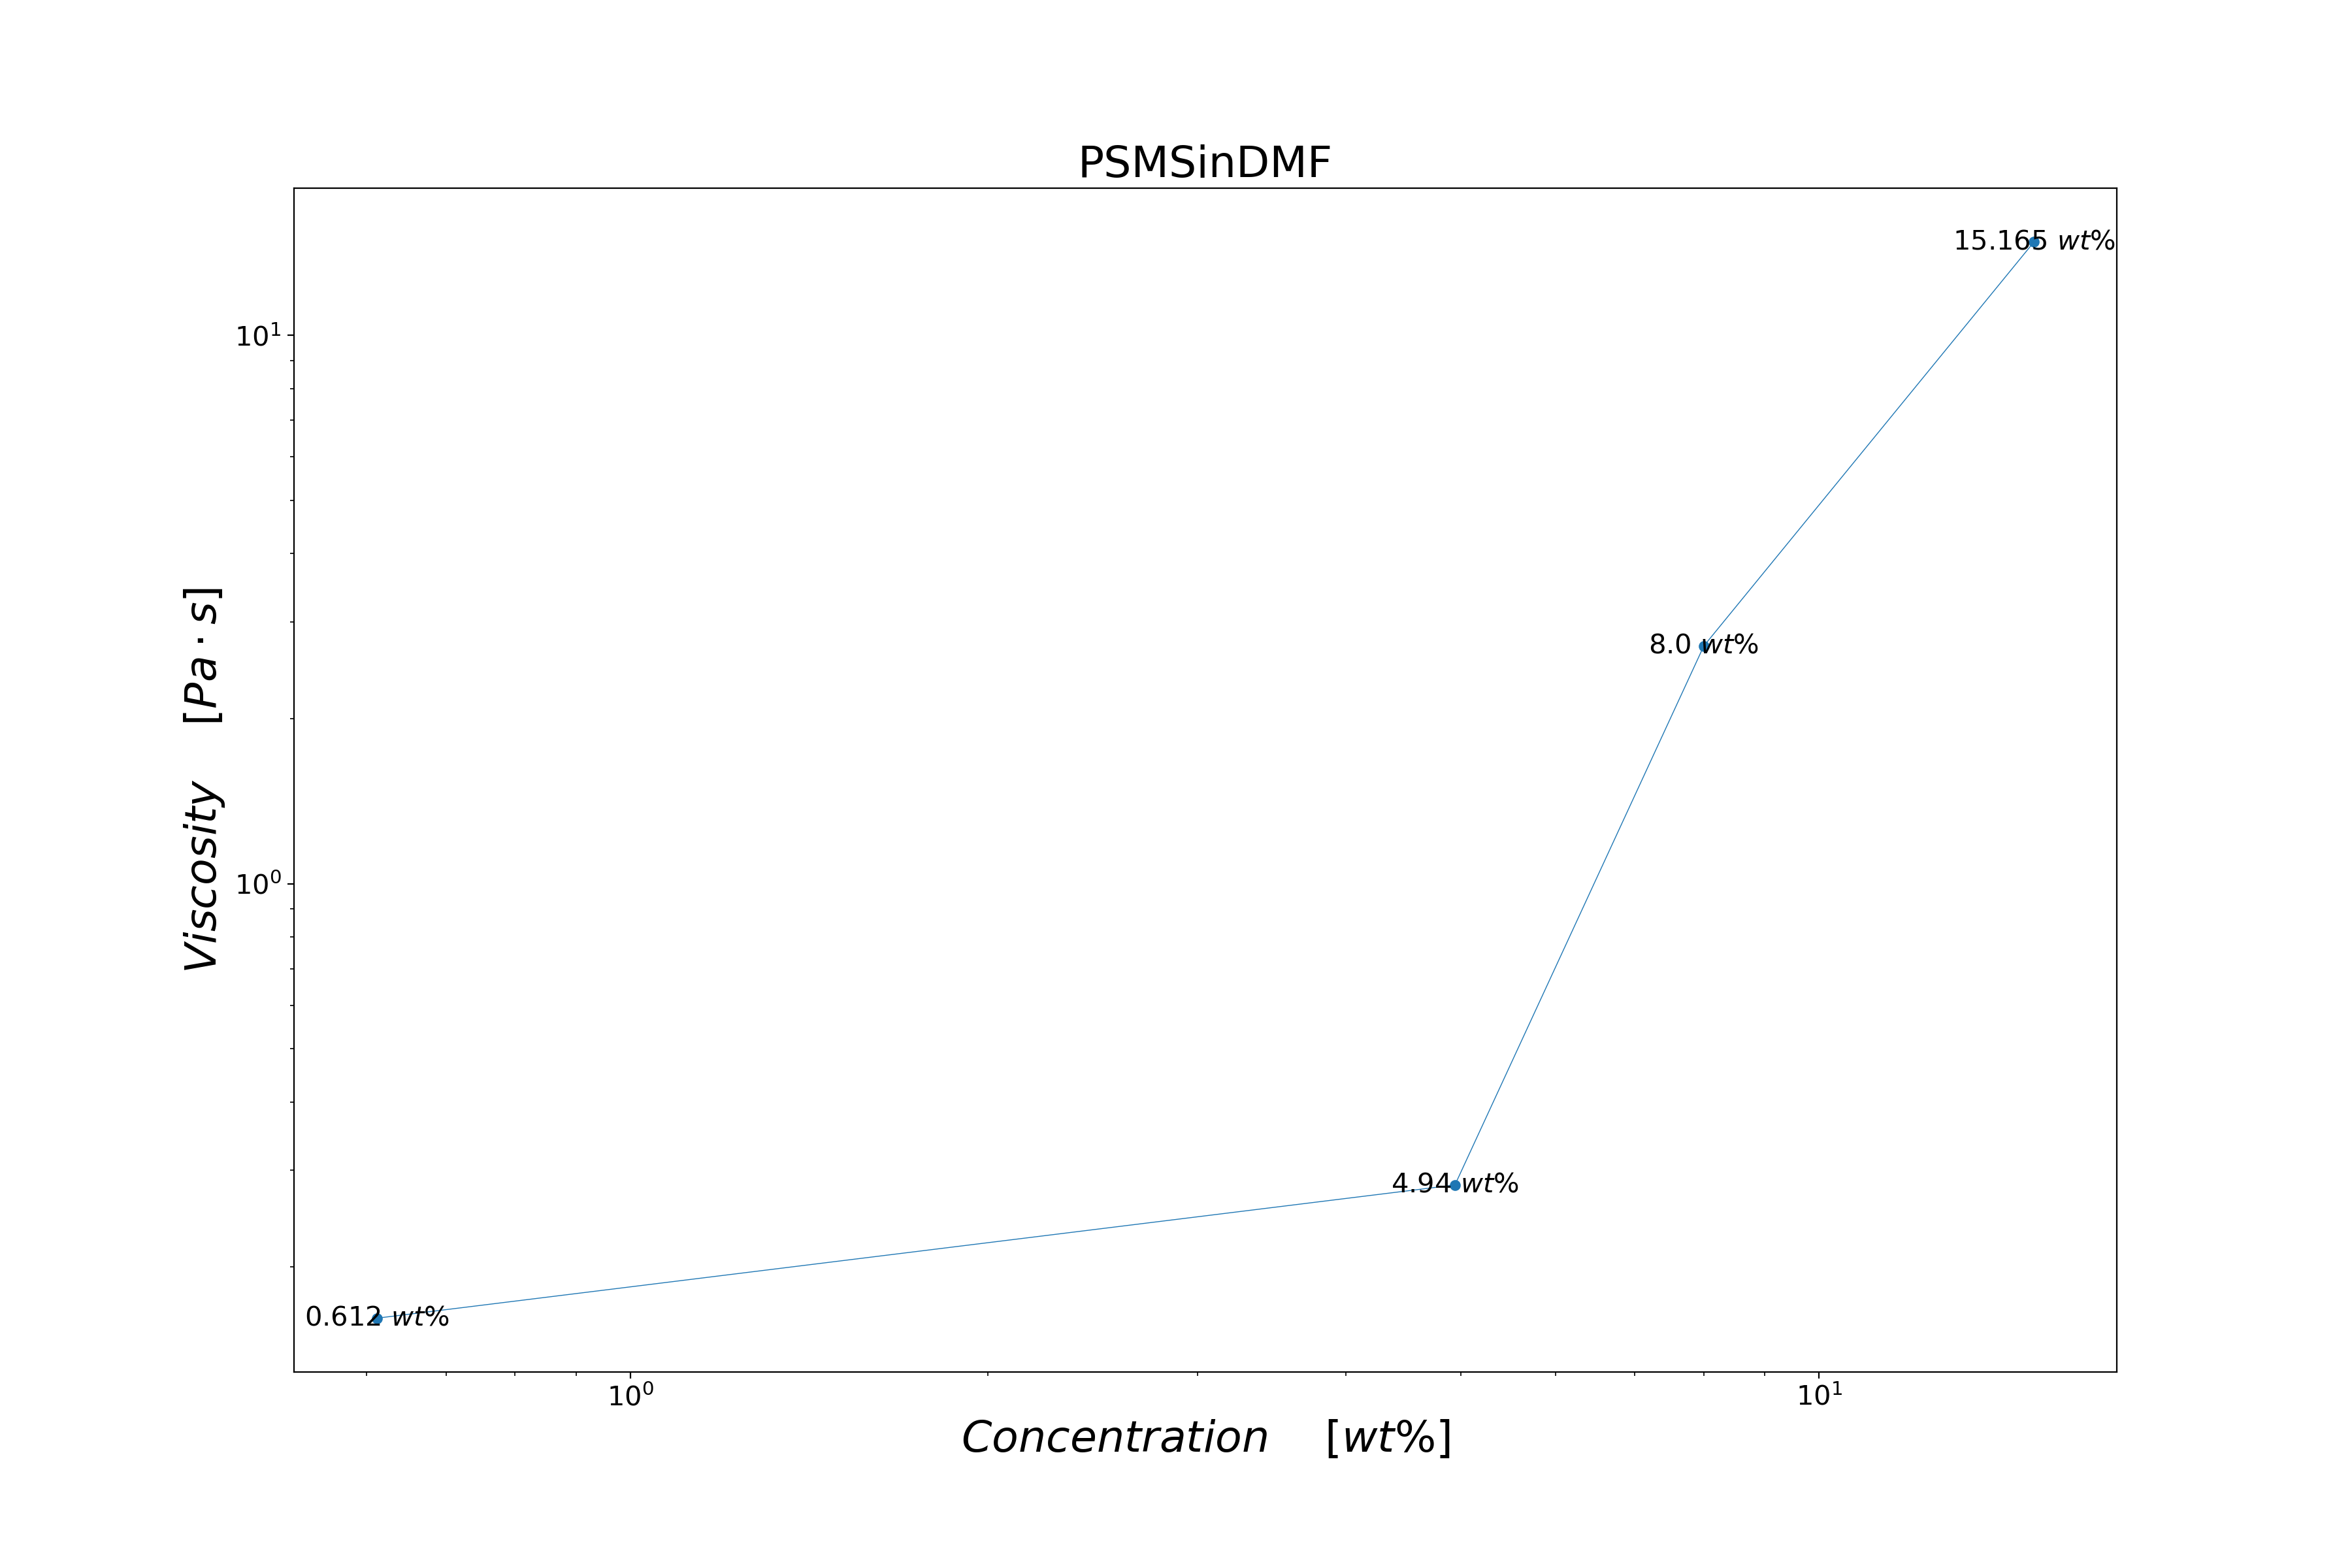 PSMSinDMF
15.165 wt%
10¹
8.0 wt%
Viscosity [Pa · s]
10⁰
4.94 wt%
0.612 wt%
10⁰ 10¹
Concentration [wt%]